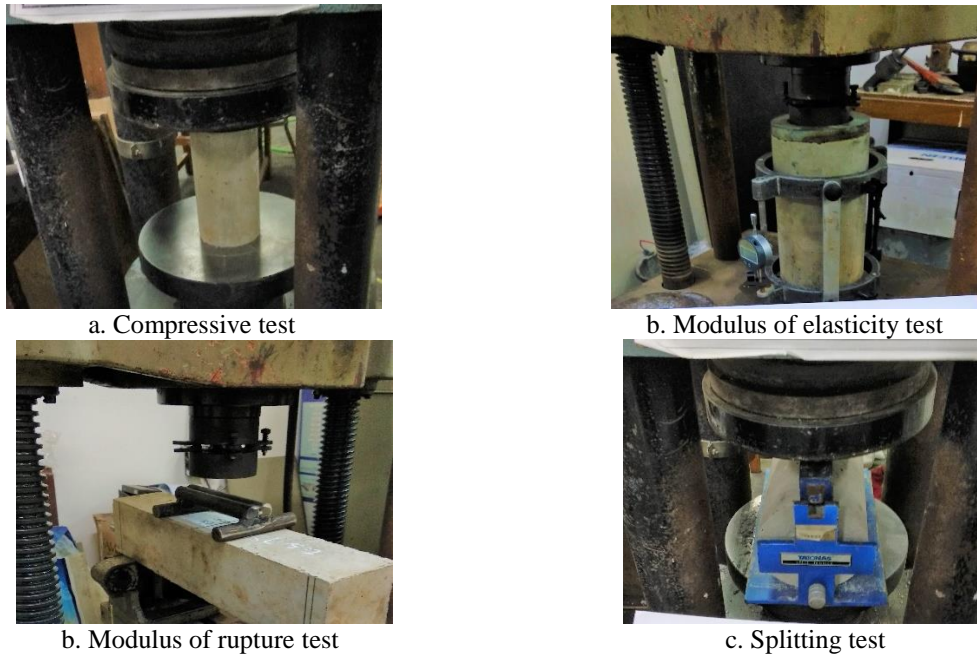 a. Compressive test
b. Modulus of elasticity test
b. Modulus of rupture test
c. Splitting test